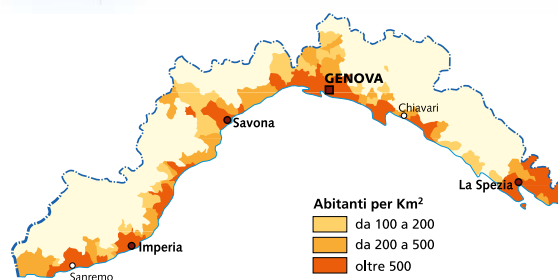 GENOVA
Chiavari
Savona
La Spezia
Abitanti per Km²
da 100 a 200
da 200 a 500
oltre 500
Imperia
Sanremo